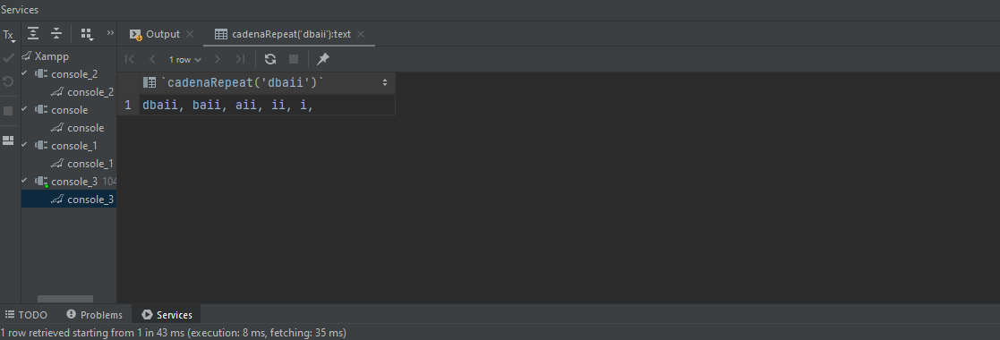 Services
Tx
Output
cadenaRepeat('dbaii'):text
Xampp
1 row
console_2
`cadenaRepeat('dbaii')`
console_2
1 dbaii, baii, aii, ii, i,
console
console
console_1
console_1
console_3 104
console_3
TODO Problems Services
1 row retrieved starting from 1 in 43 ms (execution: 8 ms, fetching: 35 ms)